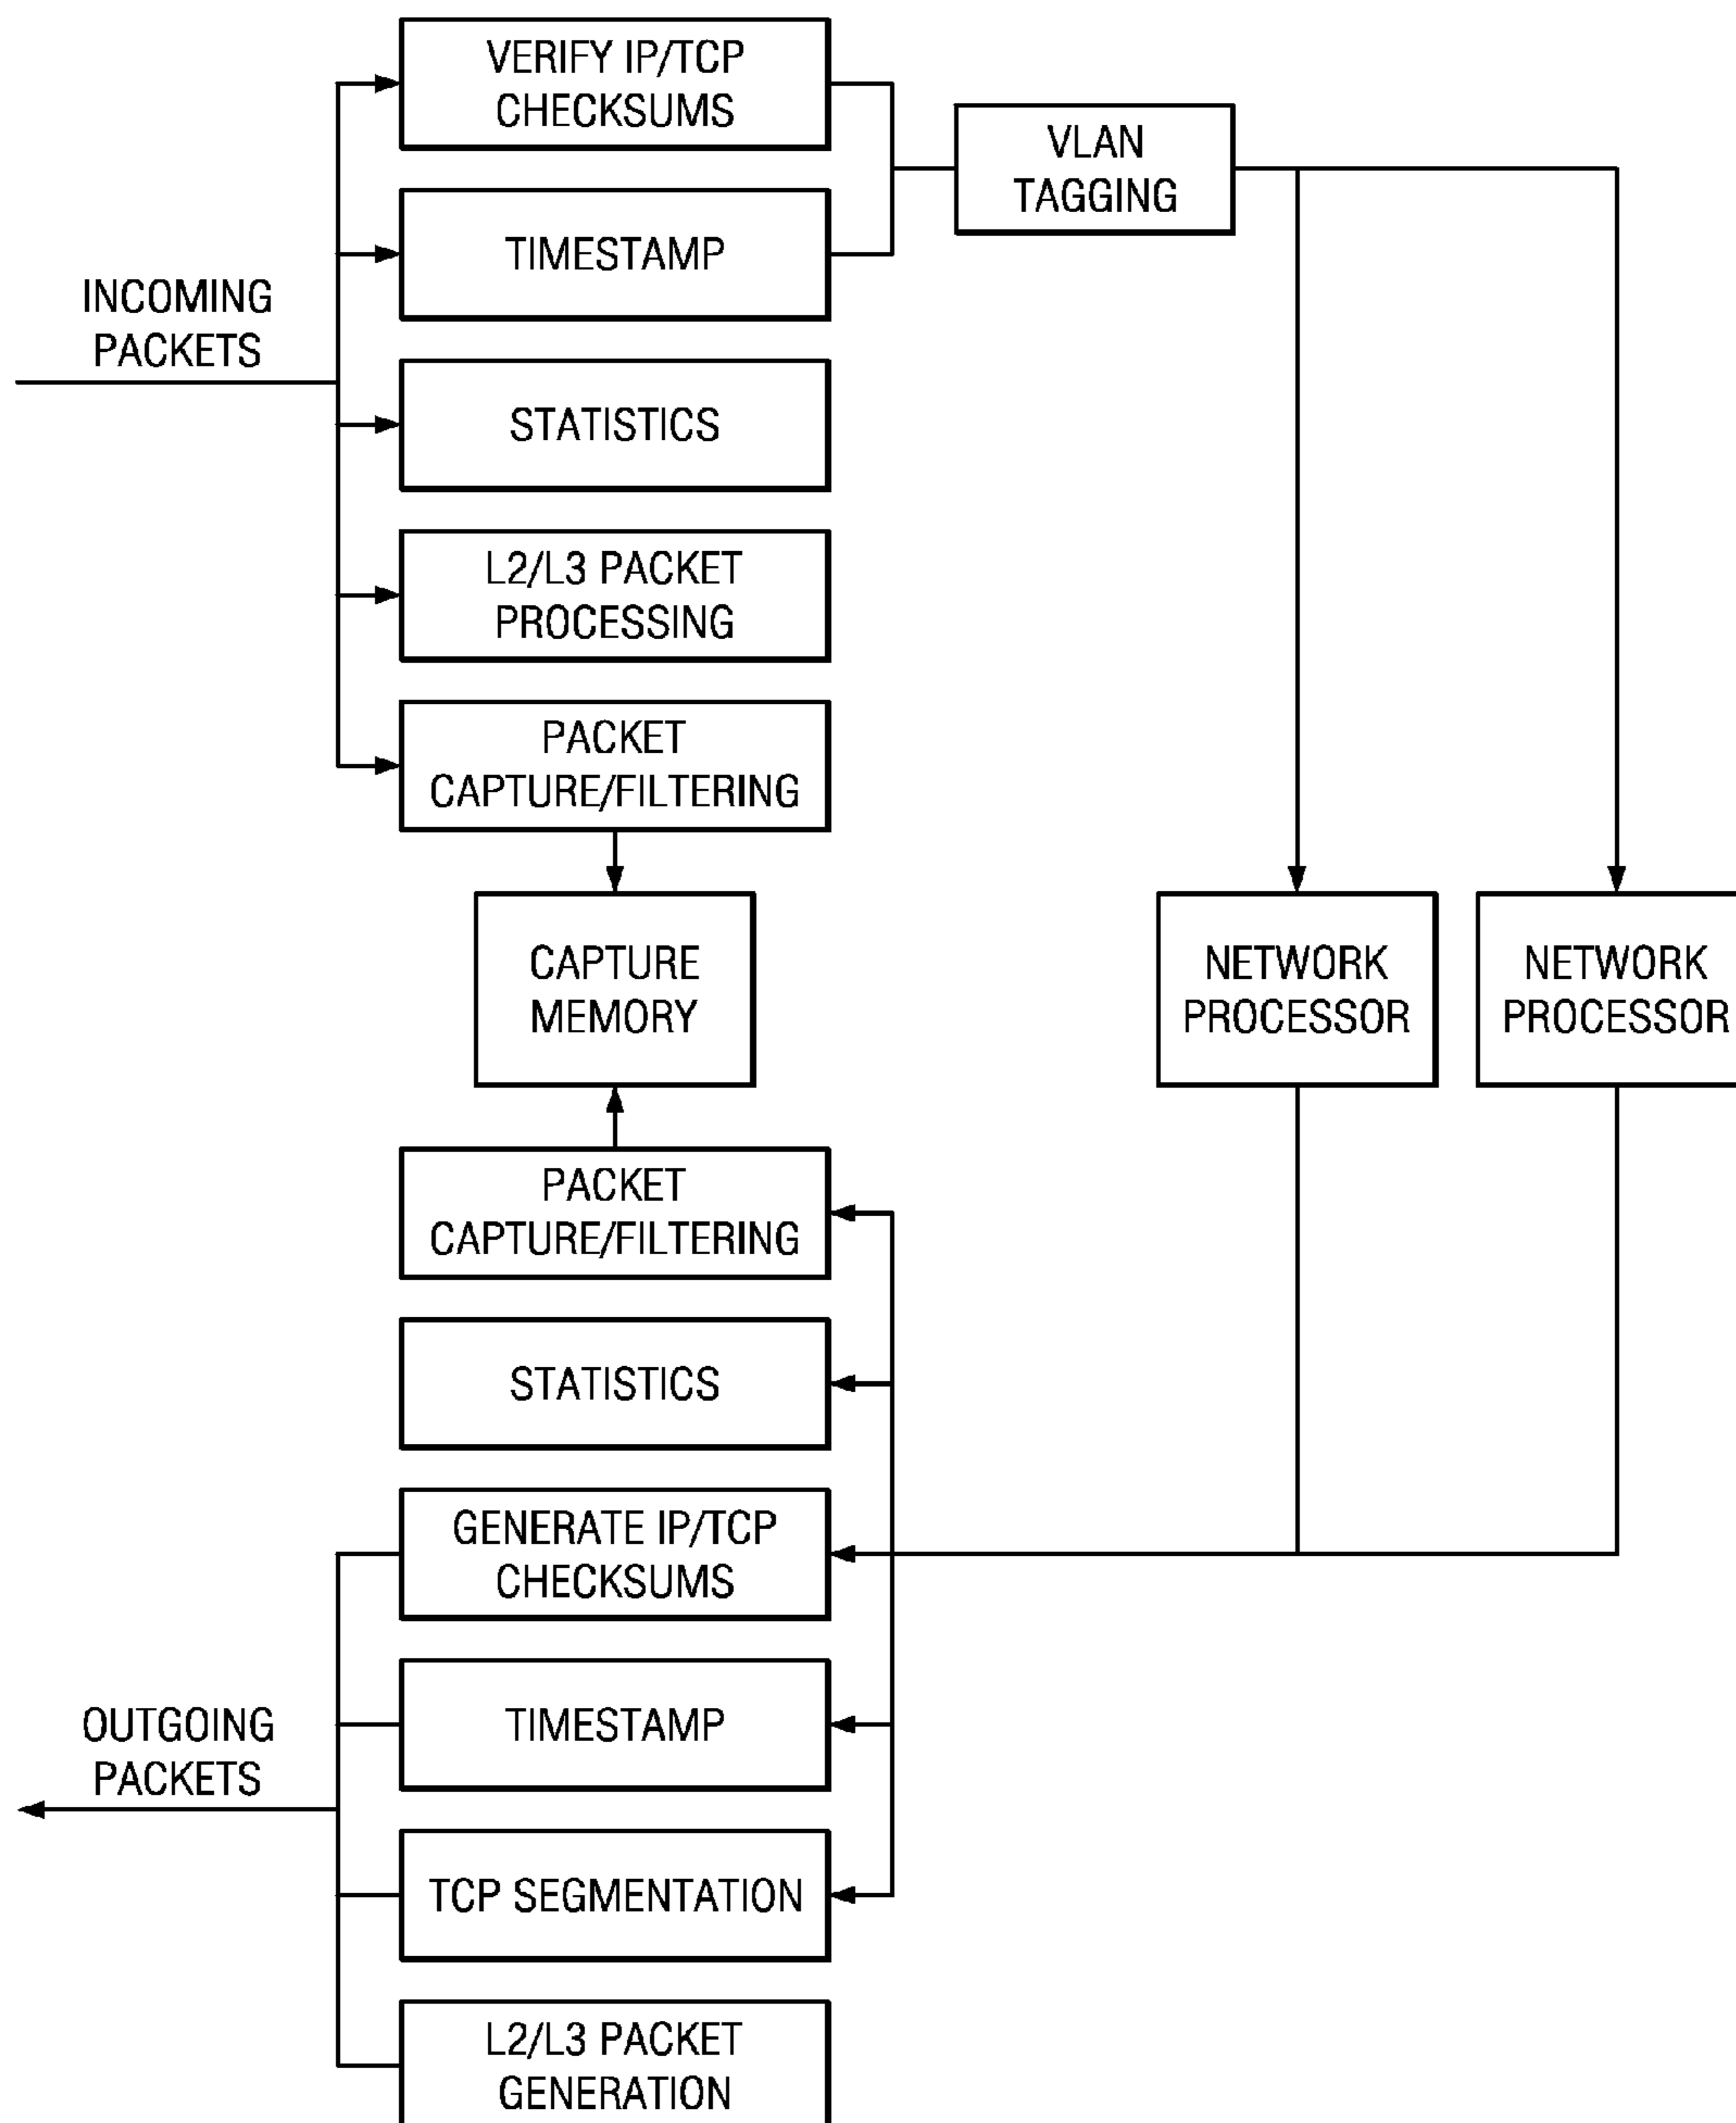 VERIFY IP/TCP
CHECKSUMS
VLAN
TAGGING
TIMESTAMP
INCOMING
PACKETS
STATISTICS
L2/L3 PACKET
PROCESSING
PACKET
CAPTURE/FILTERING
CAPTURE
MEMORY
NETWORK
PROCESSOR
NETWORK
PROCESSOR
PACKET
CAPTURE/FILTERING
STATISTICS
GENERATE IP/TCP
CHECKSUMS
TIMESTAMP
OUTGOING
PACKETS
TCP SEGMENTATION
L2/L3 PACKET
GENERATION